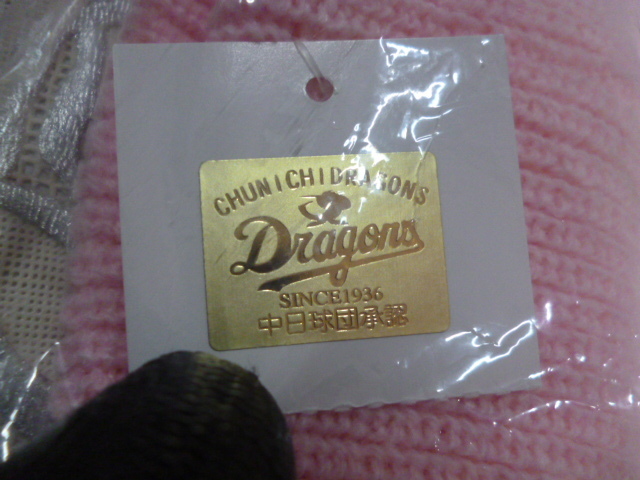 CHUNICHI DRAGONS
Dragons
SINCE1936
中日球団承認